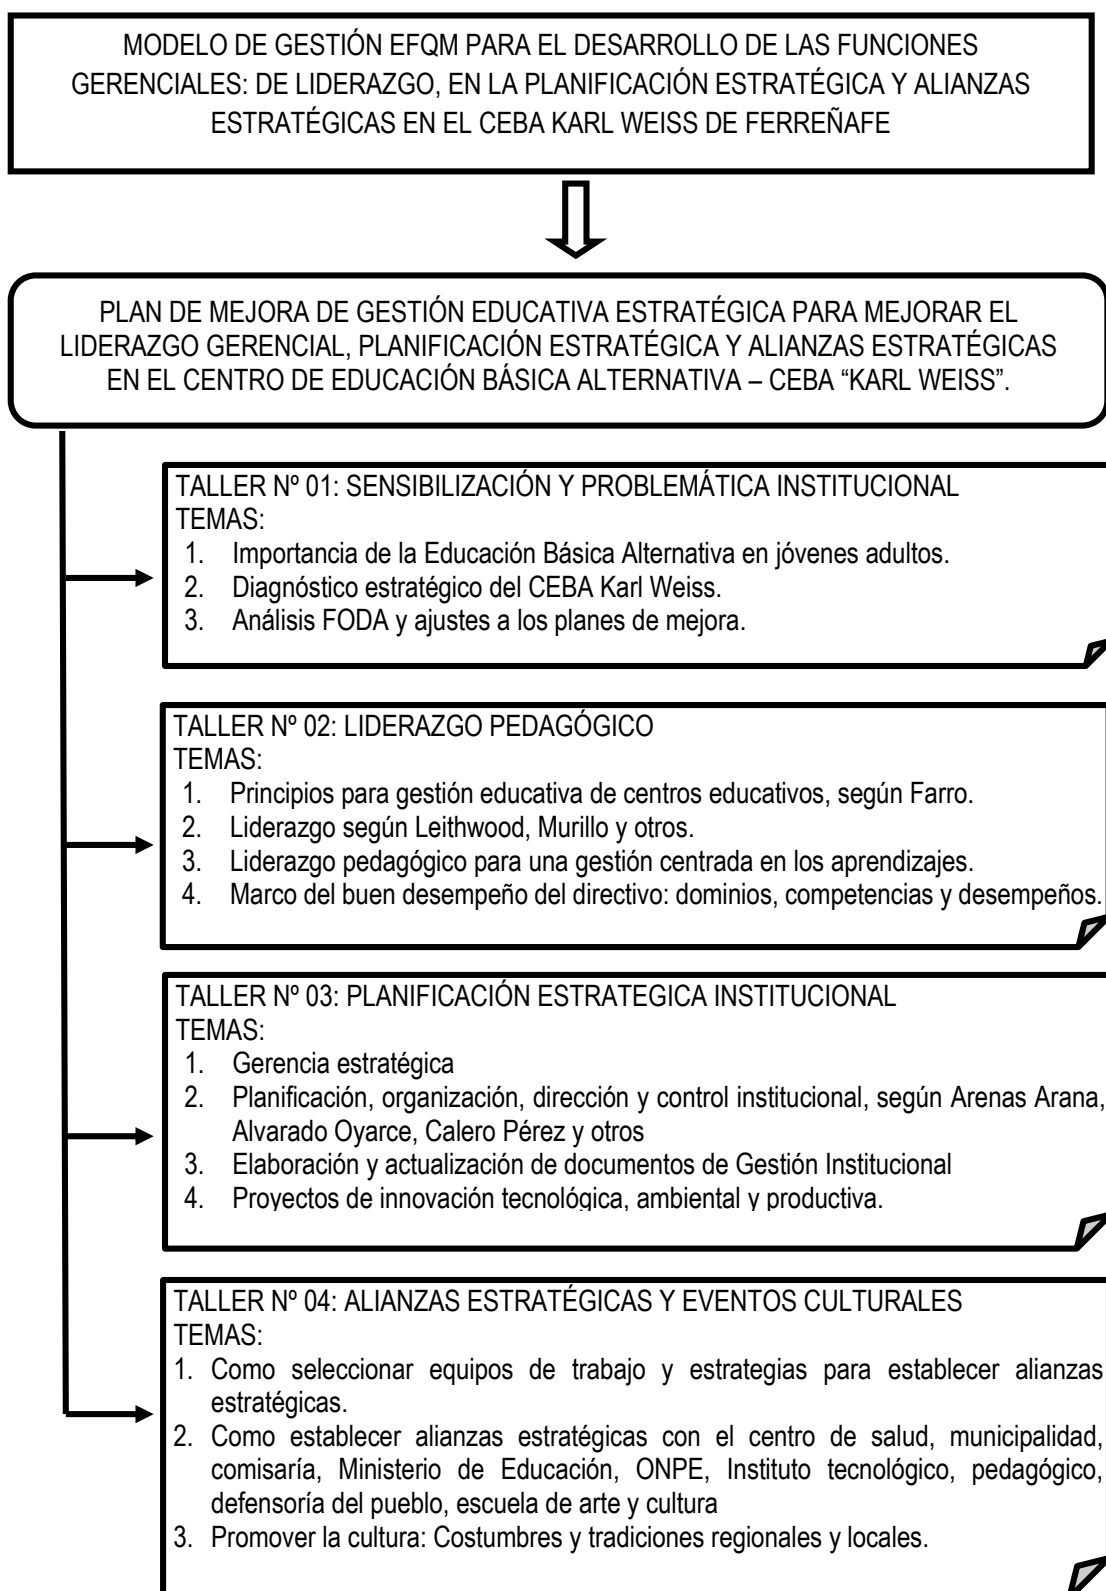 MODELO DE GESTIÓN EFQM PARA EL DESARROLLO DE LAS FUNCIONES
GERENCIALES: DE LIDERAZGO, EN LA PLANIFICACIÓN ESTRATÉGICA Y ALIANZAS
ESTRATÉGICAS EN EL CEBA KARL WEISS DE FERREÑAFE
PLAN DE MEJORA DE GESTIÓN EDUCATIVA ESTRATÉGICA PARA MEJORAR EL
LIDERAZGO GERENCIAL, PLANIFICACIÓN ESTRATÉGICA Y ALIANZAS ESTRATÉGICAS
EN EL CENTRO DE EDUCACIÓN BÁSICA ALTERNATIVA – CEBA “KARL WEISS”.
TALLER Nº 01: SENSIBILIZACIÓN Y PROBLEMÁTICA INSTITUCIONAL
TEMAS:
1. Importancia de la Educación Básica Alternativa en jóvenes adultos.
2. Diagnóstico estratégico del CEBA Karl Weiss.
3. Análisis FODA y ajustes a los planes de mejora.
TALLER Nº 02: LIDERAZGO PEDAGÓGICO
TEMAS:
1. Principios para gestión educativa de centros educativos, según Farro.
2. Liderazgo según Leithwood, Murillo y otros.
3. Liderazgo pedagógico para una gestión centrada en los aprendizajes.
4. Marco del buen desempeño del directivo: dominios, competencias y desempeños.
TALLER Nº 03: PLANIFICACIÓN ESTRATEGICA INSTITUCIONAL
TEMAS:
1. Gerencia estratégica
2. Planificación, organización, dirección y control institucional, según Arenas Arana,
Alvarado Oyarce, Calero Pérez y otros
3. Elaboración y actualización de documentos de Gestión Institucional
4. Proyectos de innovación tecnológica, ambiental y productiva.
TALLER Nº 04: ALIANZAS ESTRATÉGICAS Y EVENTOS CULTURALES
TEMAS:
1. Como seleccionar equipos de trabajo y estrategias para establecer alianzas
estratégicas.
2. Como establecer alianzas estratégicas con el centro de salud, municipalidad,
comisaría, Ministerio de Educación, ONPE, Instituto tecnológico, pedagógico,
defensoría del pueblo, escuela de arte y cultura
3. Promover la cultura: Costumbres y tradiciones regionales y locales.